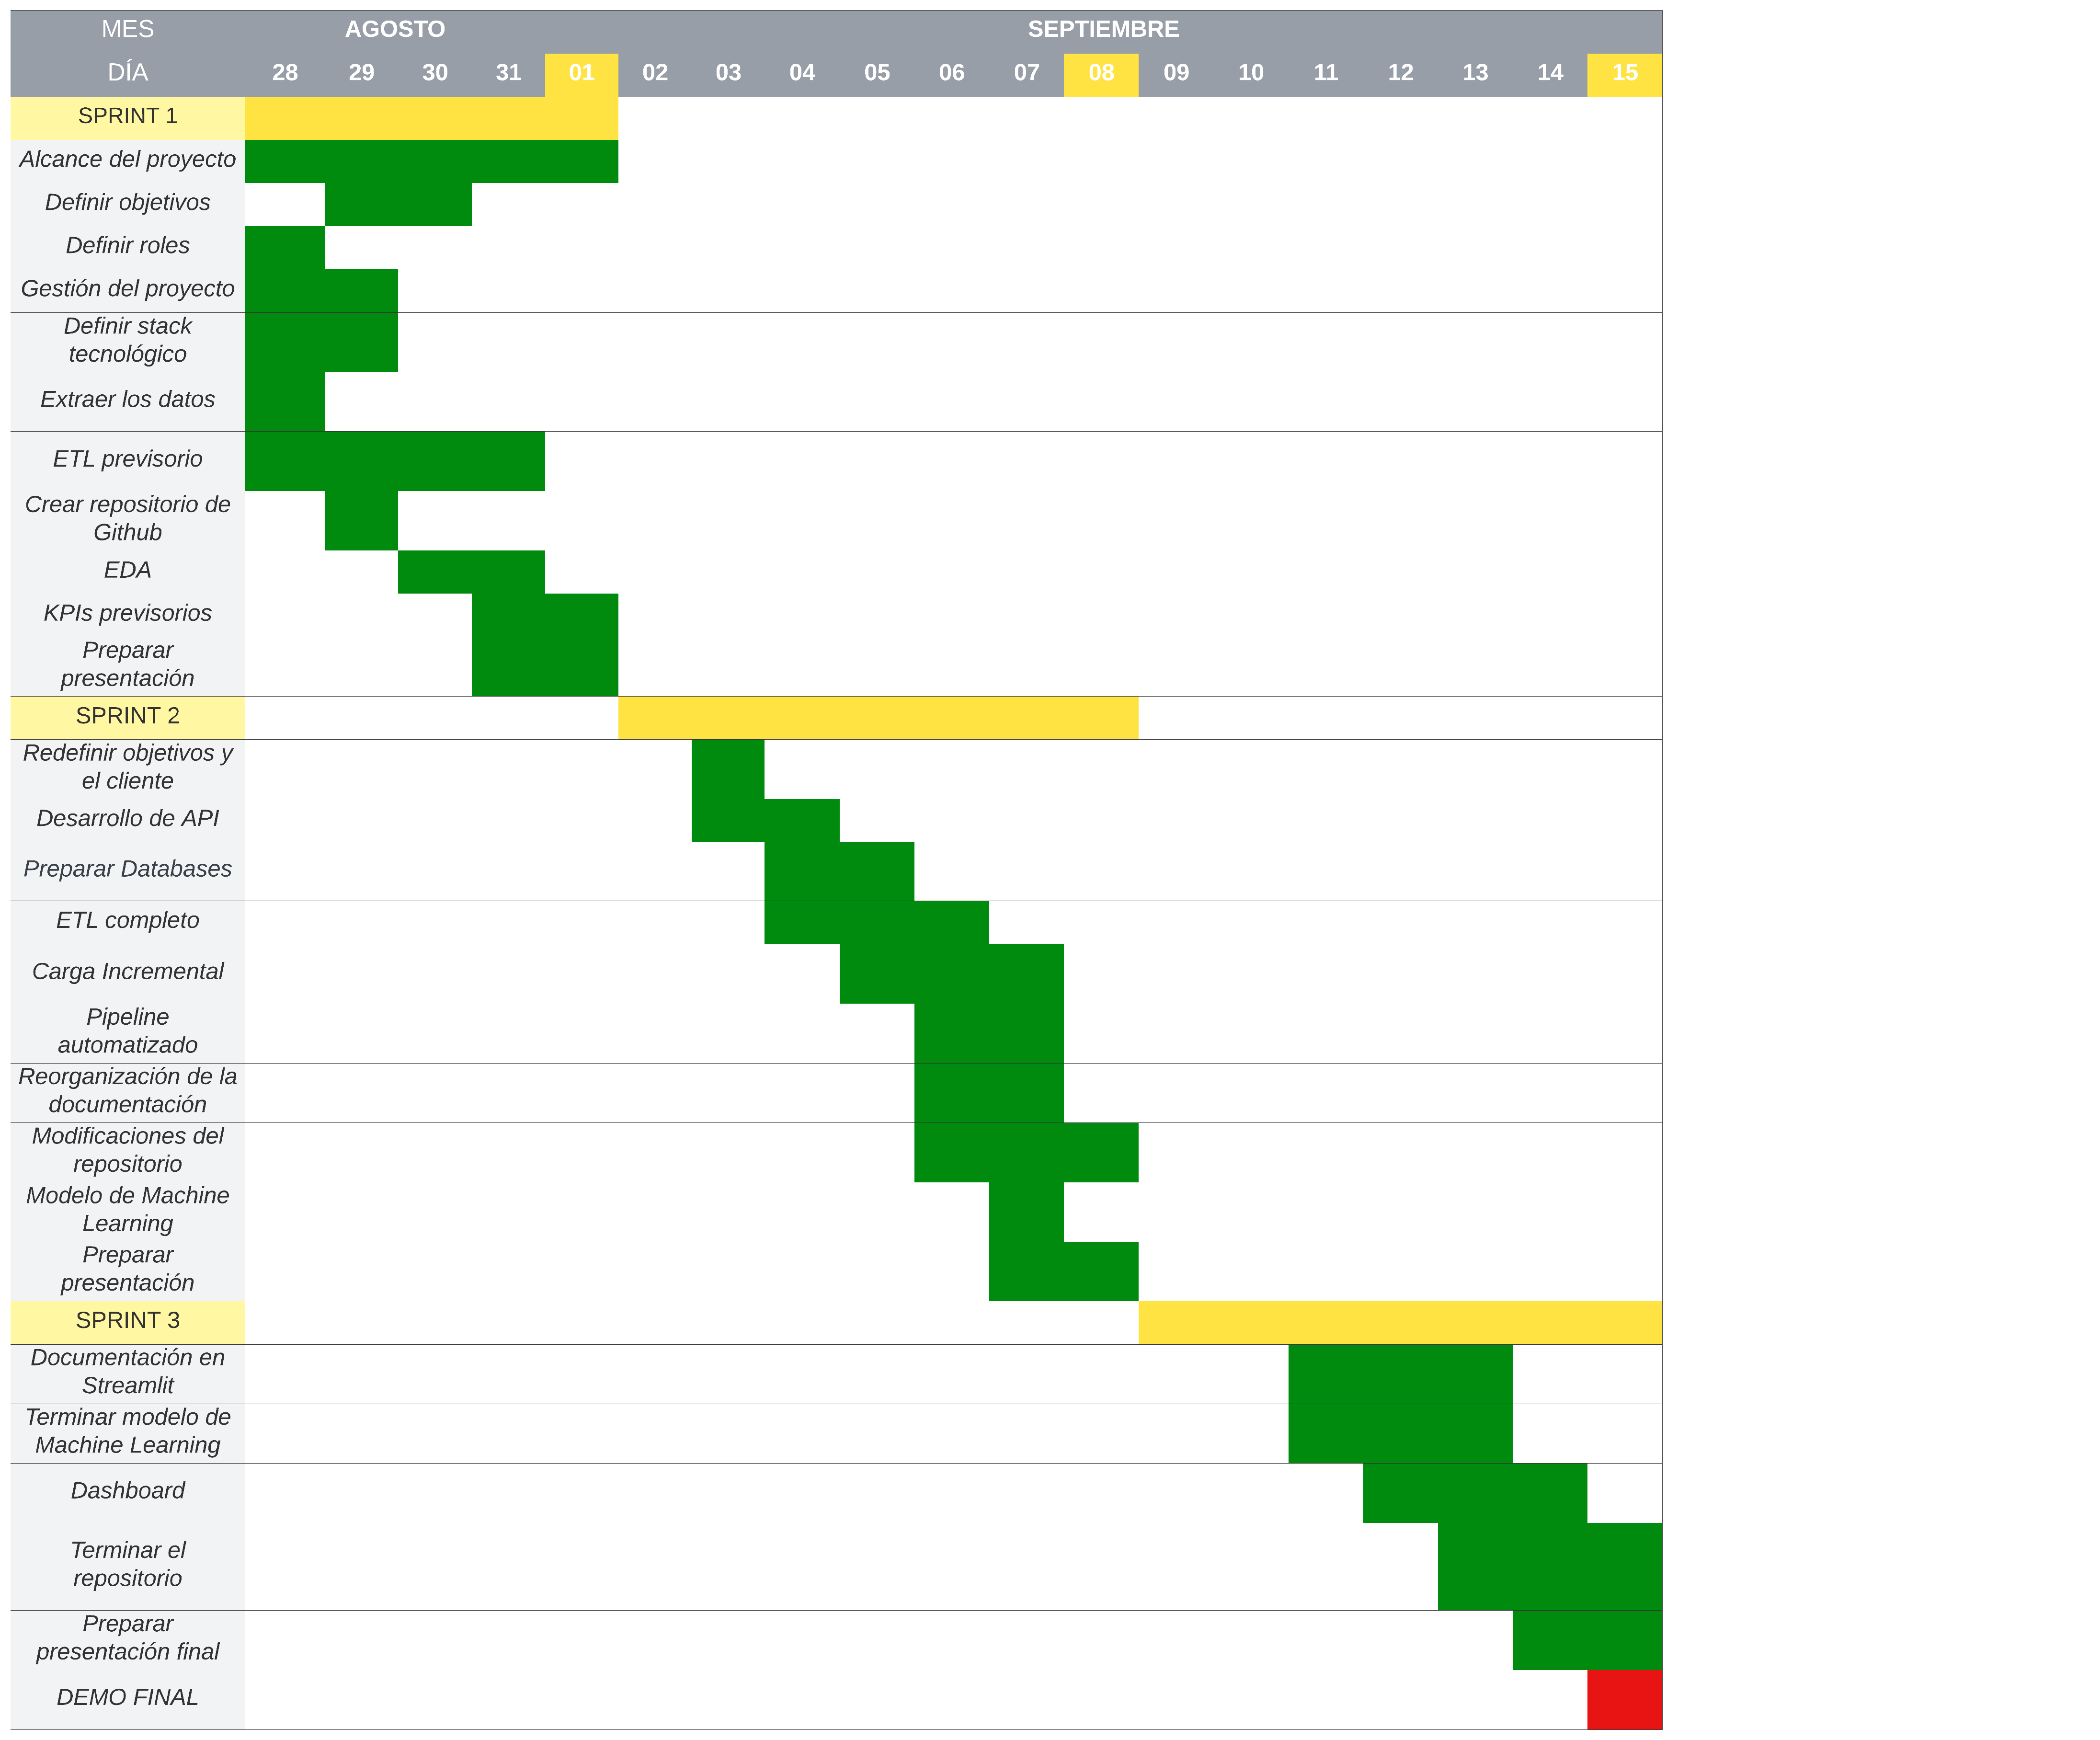 MES AGOSTO SEPTIEMBRE
DÍA 28 29 30 31 01 02 03 04 05 06 07 08 09 10 11 12 13 14 15
SPRINT 1
Alcance del proyecto
Definir objetivos
Definir roles
Gestión del proyecto
Definir stack
tecnológico
Extraer los datos
ETL previsorio
Crear repositorio de
Github
EDA
KPIs previsorios
Preparar
presentación
SPRINT 2
Redefinir objetivos y
el cliente
Desarrollo de API
Preparar Databases
ETL completo
Carga Incremental
Pipeline
automatizado
Reorganización de la
documentación
Modificaciones del
repositorio
Modelo de Machine
Learning
Preparar
presentación
SPRINT 3
Documentación en
Streamlit
Terminar modelo de
Machine Learning
Dashboard
Terminar el
repositorio
Preparar
presentación final
DEMO FINAL